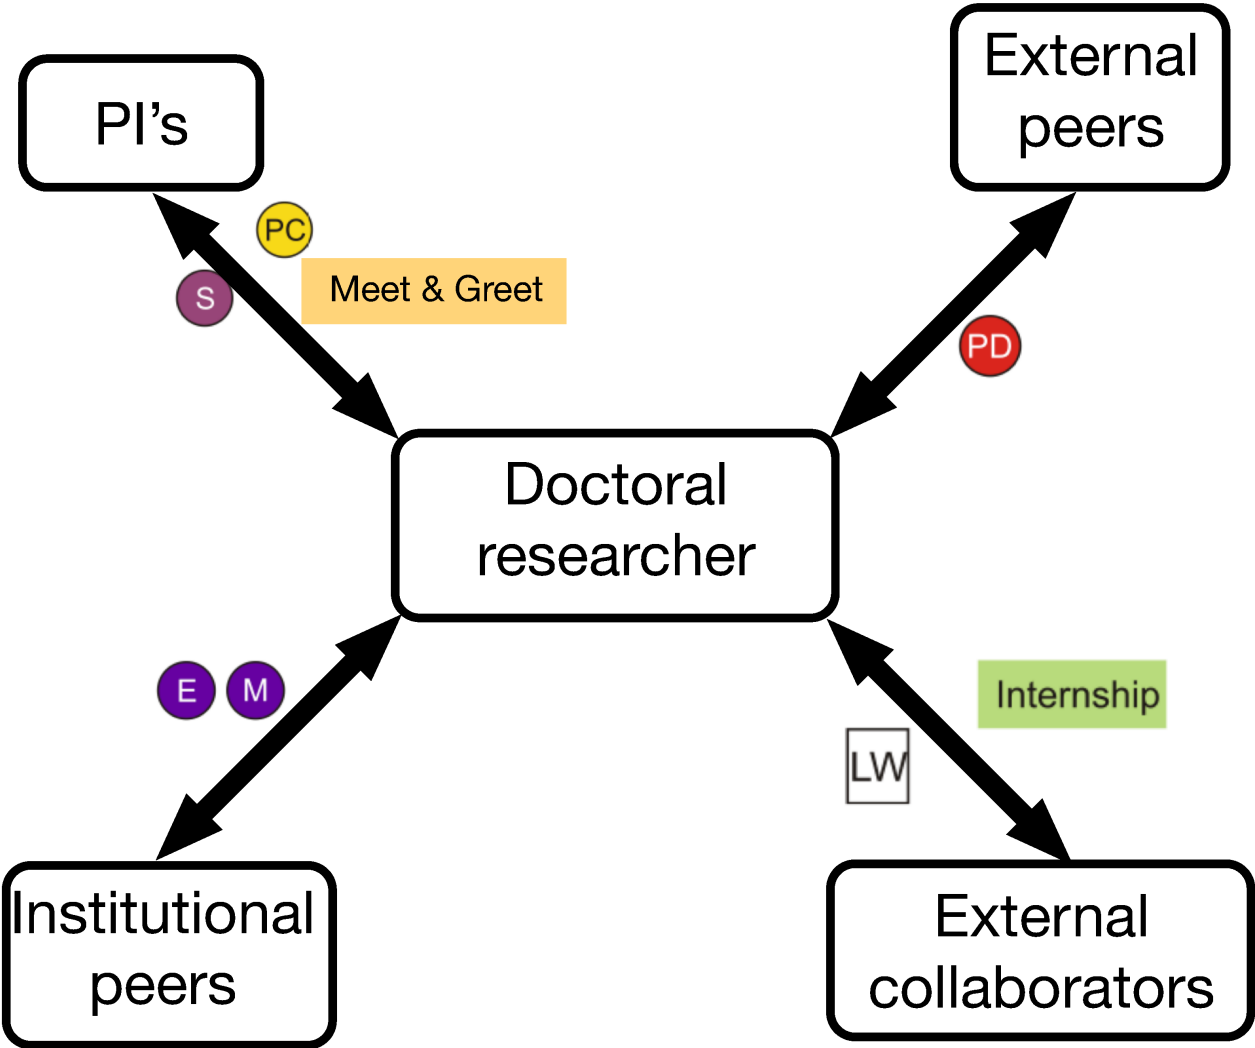 PI’s
External
peers
PC
S
Meet & Greet
PD
Doctoral
researcher
E
M
Internship
LW
Institutional
peers
External
collaborators